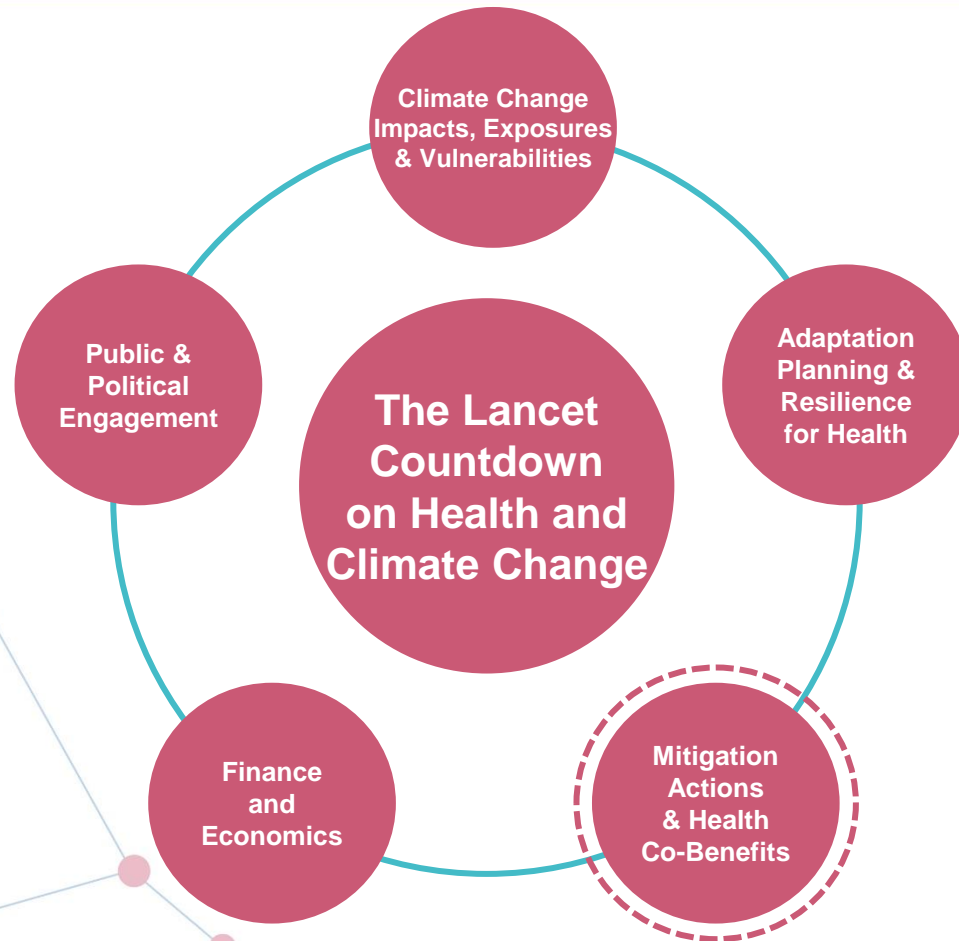 Climate Change
Impacts, Exposures
& Vulnerabilities
Public &
Political
Engagement
Adaptation
Planning &
Resilience
for Health
The Lancet
Countdown
on Health and
Climate Change
Finance
and
Economics
Mitigation
Actions
& Health
Co-Benefits